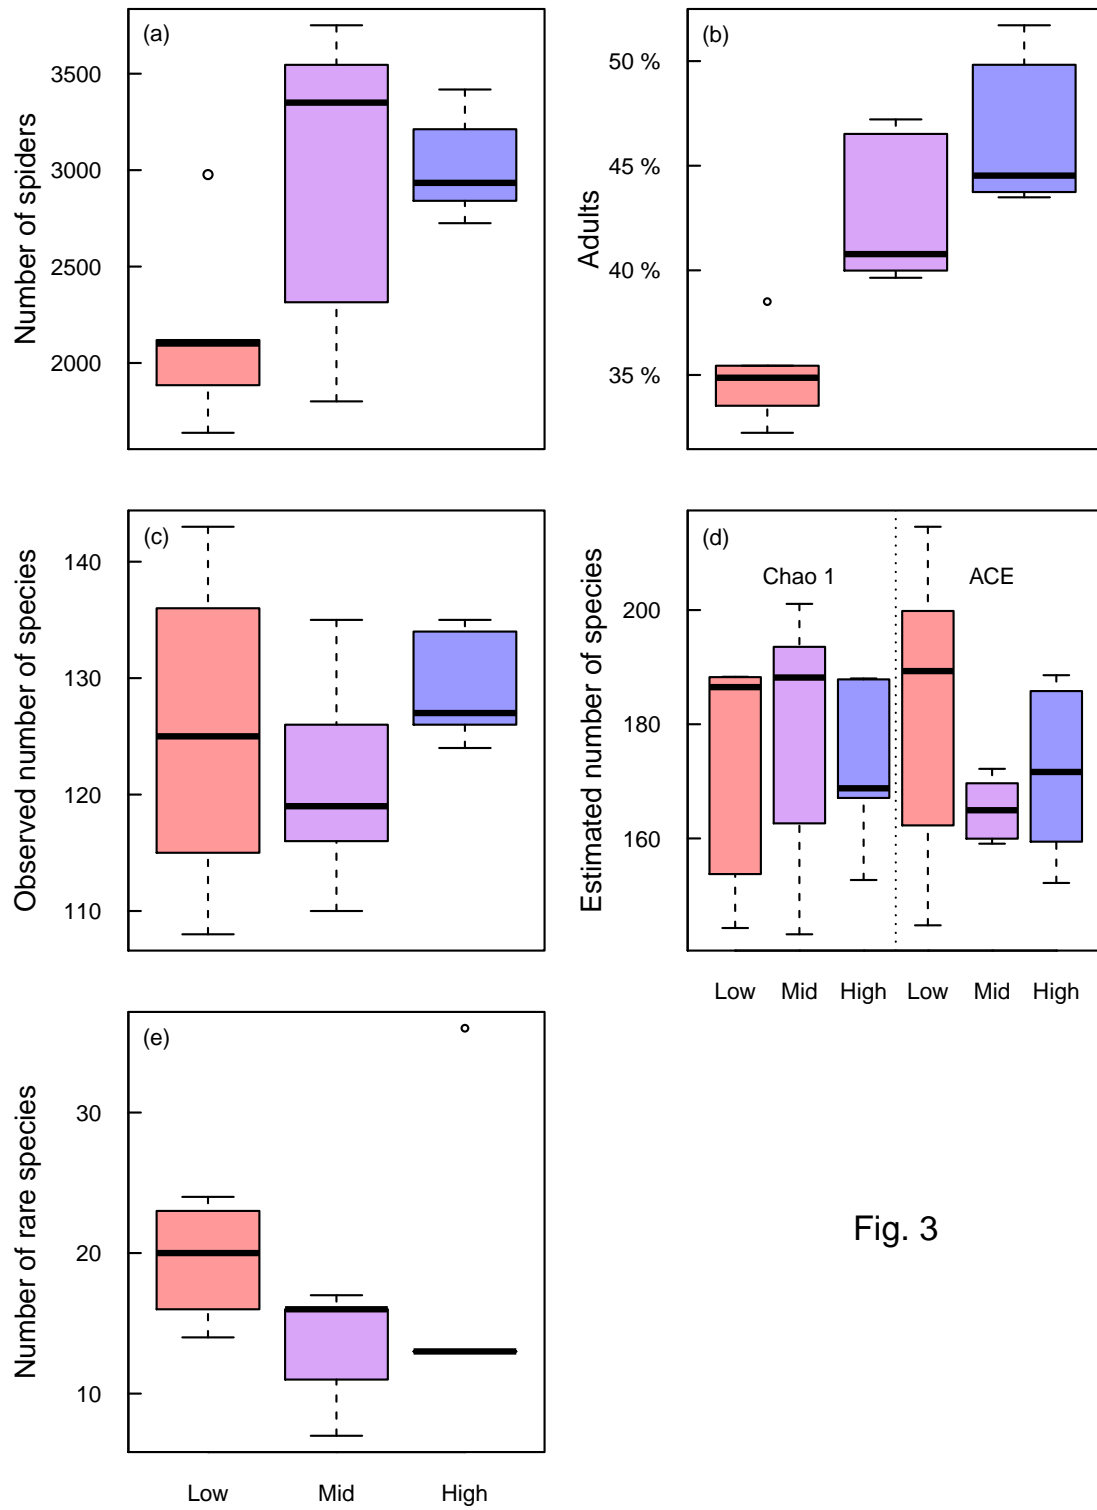 (a)
Number of spiders
3500
3000
2500
2000
(b)
Adults
50 %
45 %
40 %
35 %
(c)
Observed number of species
140
130
120
110
(d)
Chao 1
ACE
Estimated number of species
200
180
160
Low Mid High Low Mid High
(e)
Number of rare species
30
20
10
Low Mid High
Fig. 3